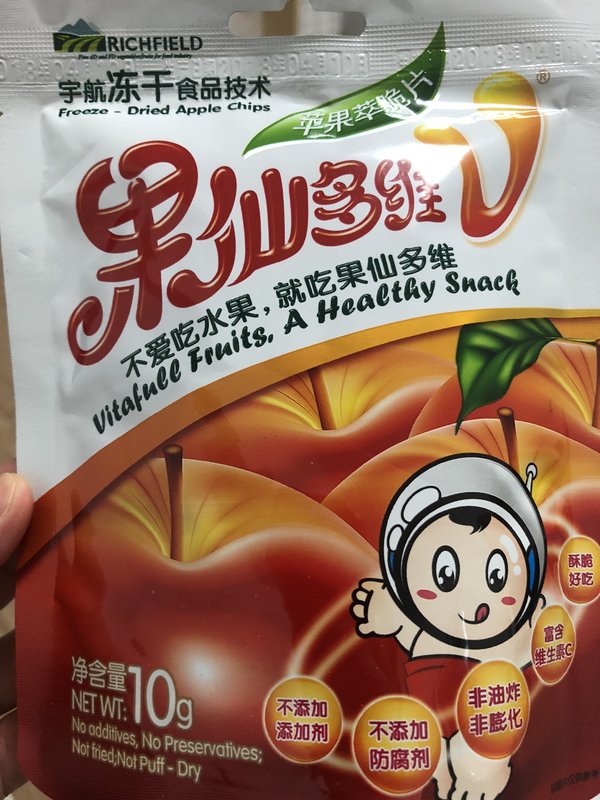 RICHFIELD
宇航冻干食品技术
Freeze - Dried Apple Chips
苹果萃脆片
果仙多维V
®
不爱吃水果，就吃果仙多维
Vitafull Fruits, A Healthy Snack
酥脆
好吃
富含
维生素C
非油炸
非膨化
不添加
防腐剂
不添加
添加剂
净含量
NET WT: 10g
No additives, No Preservatives;
Not fried,Not Puff - Dry